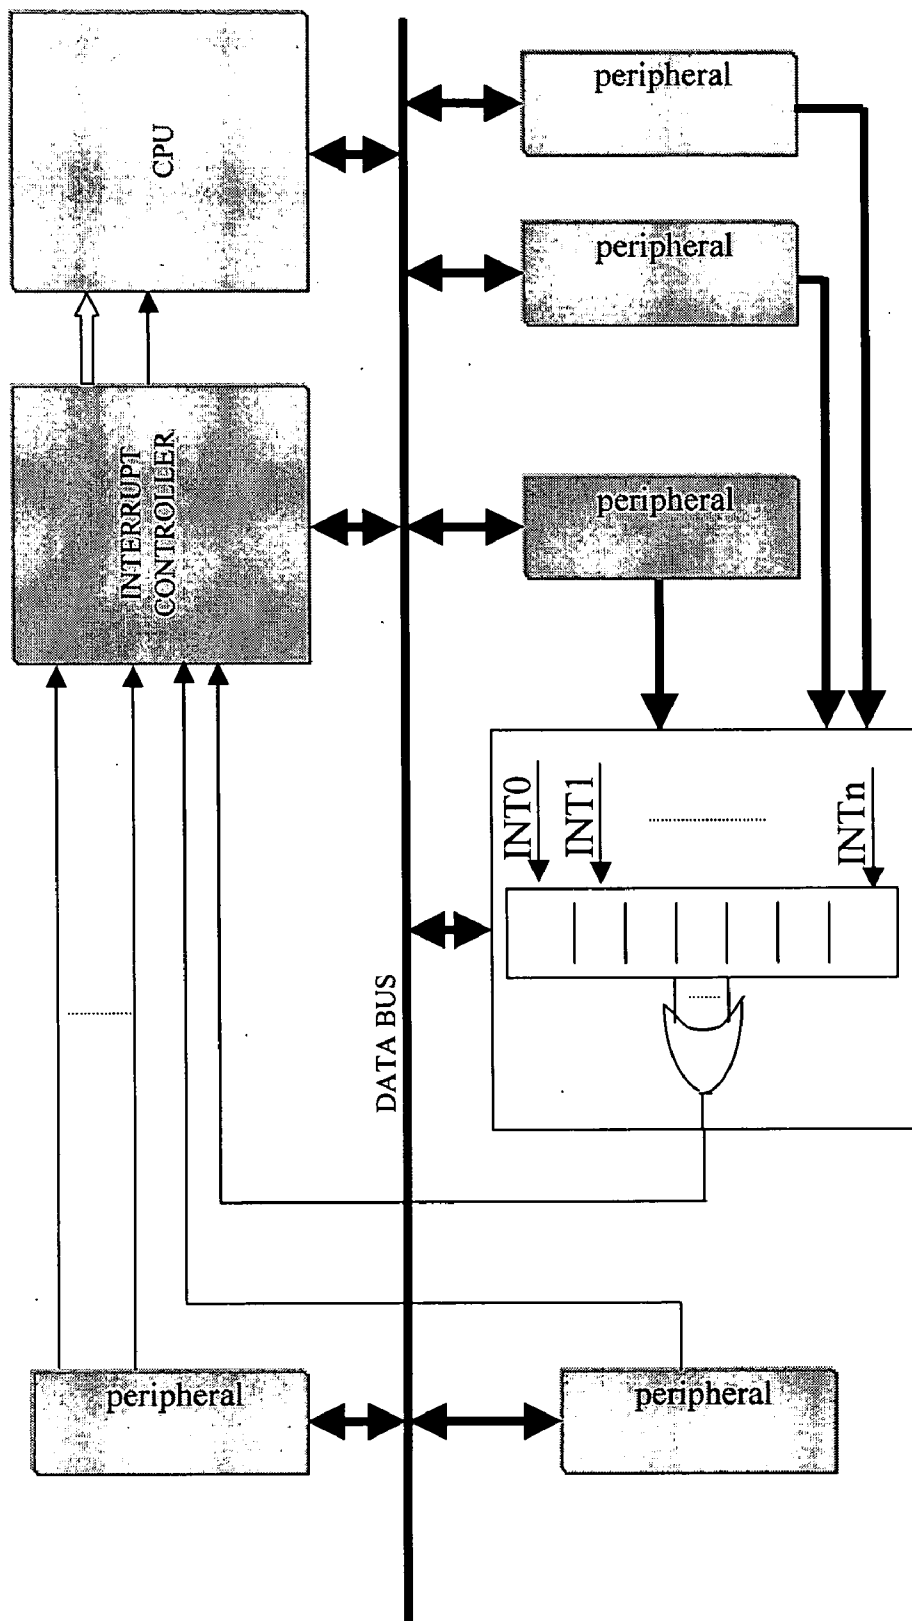 peripheral
CPU
peripheral
INTERRUPT
CONTROLLER
peripheral
INT0
INT1
INTn
DATA BUS
peripheral
peripheral